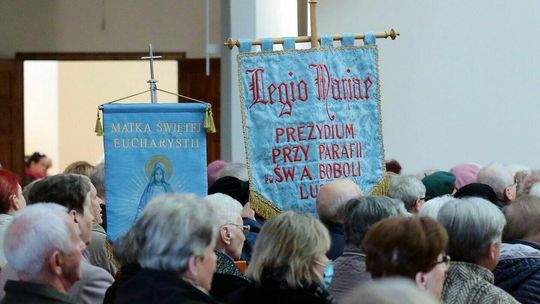 MATKA ŚWIĘTEJ
EUCHARYSTII
Legio Mariae
PREZYDIUM
PRZY PARAFII
ŚW. A. BOBOLI